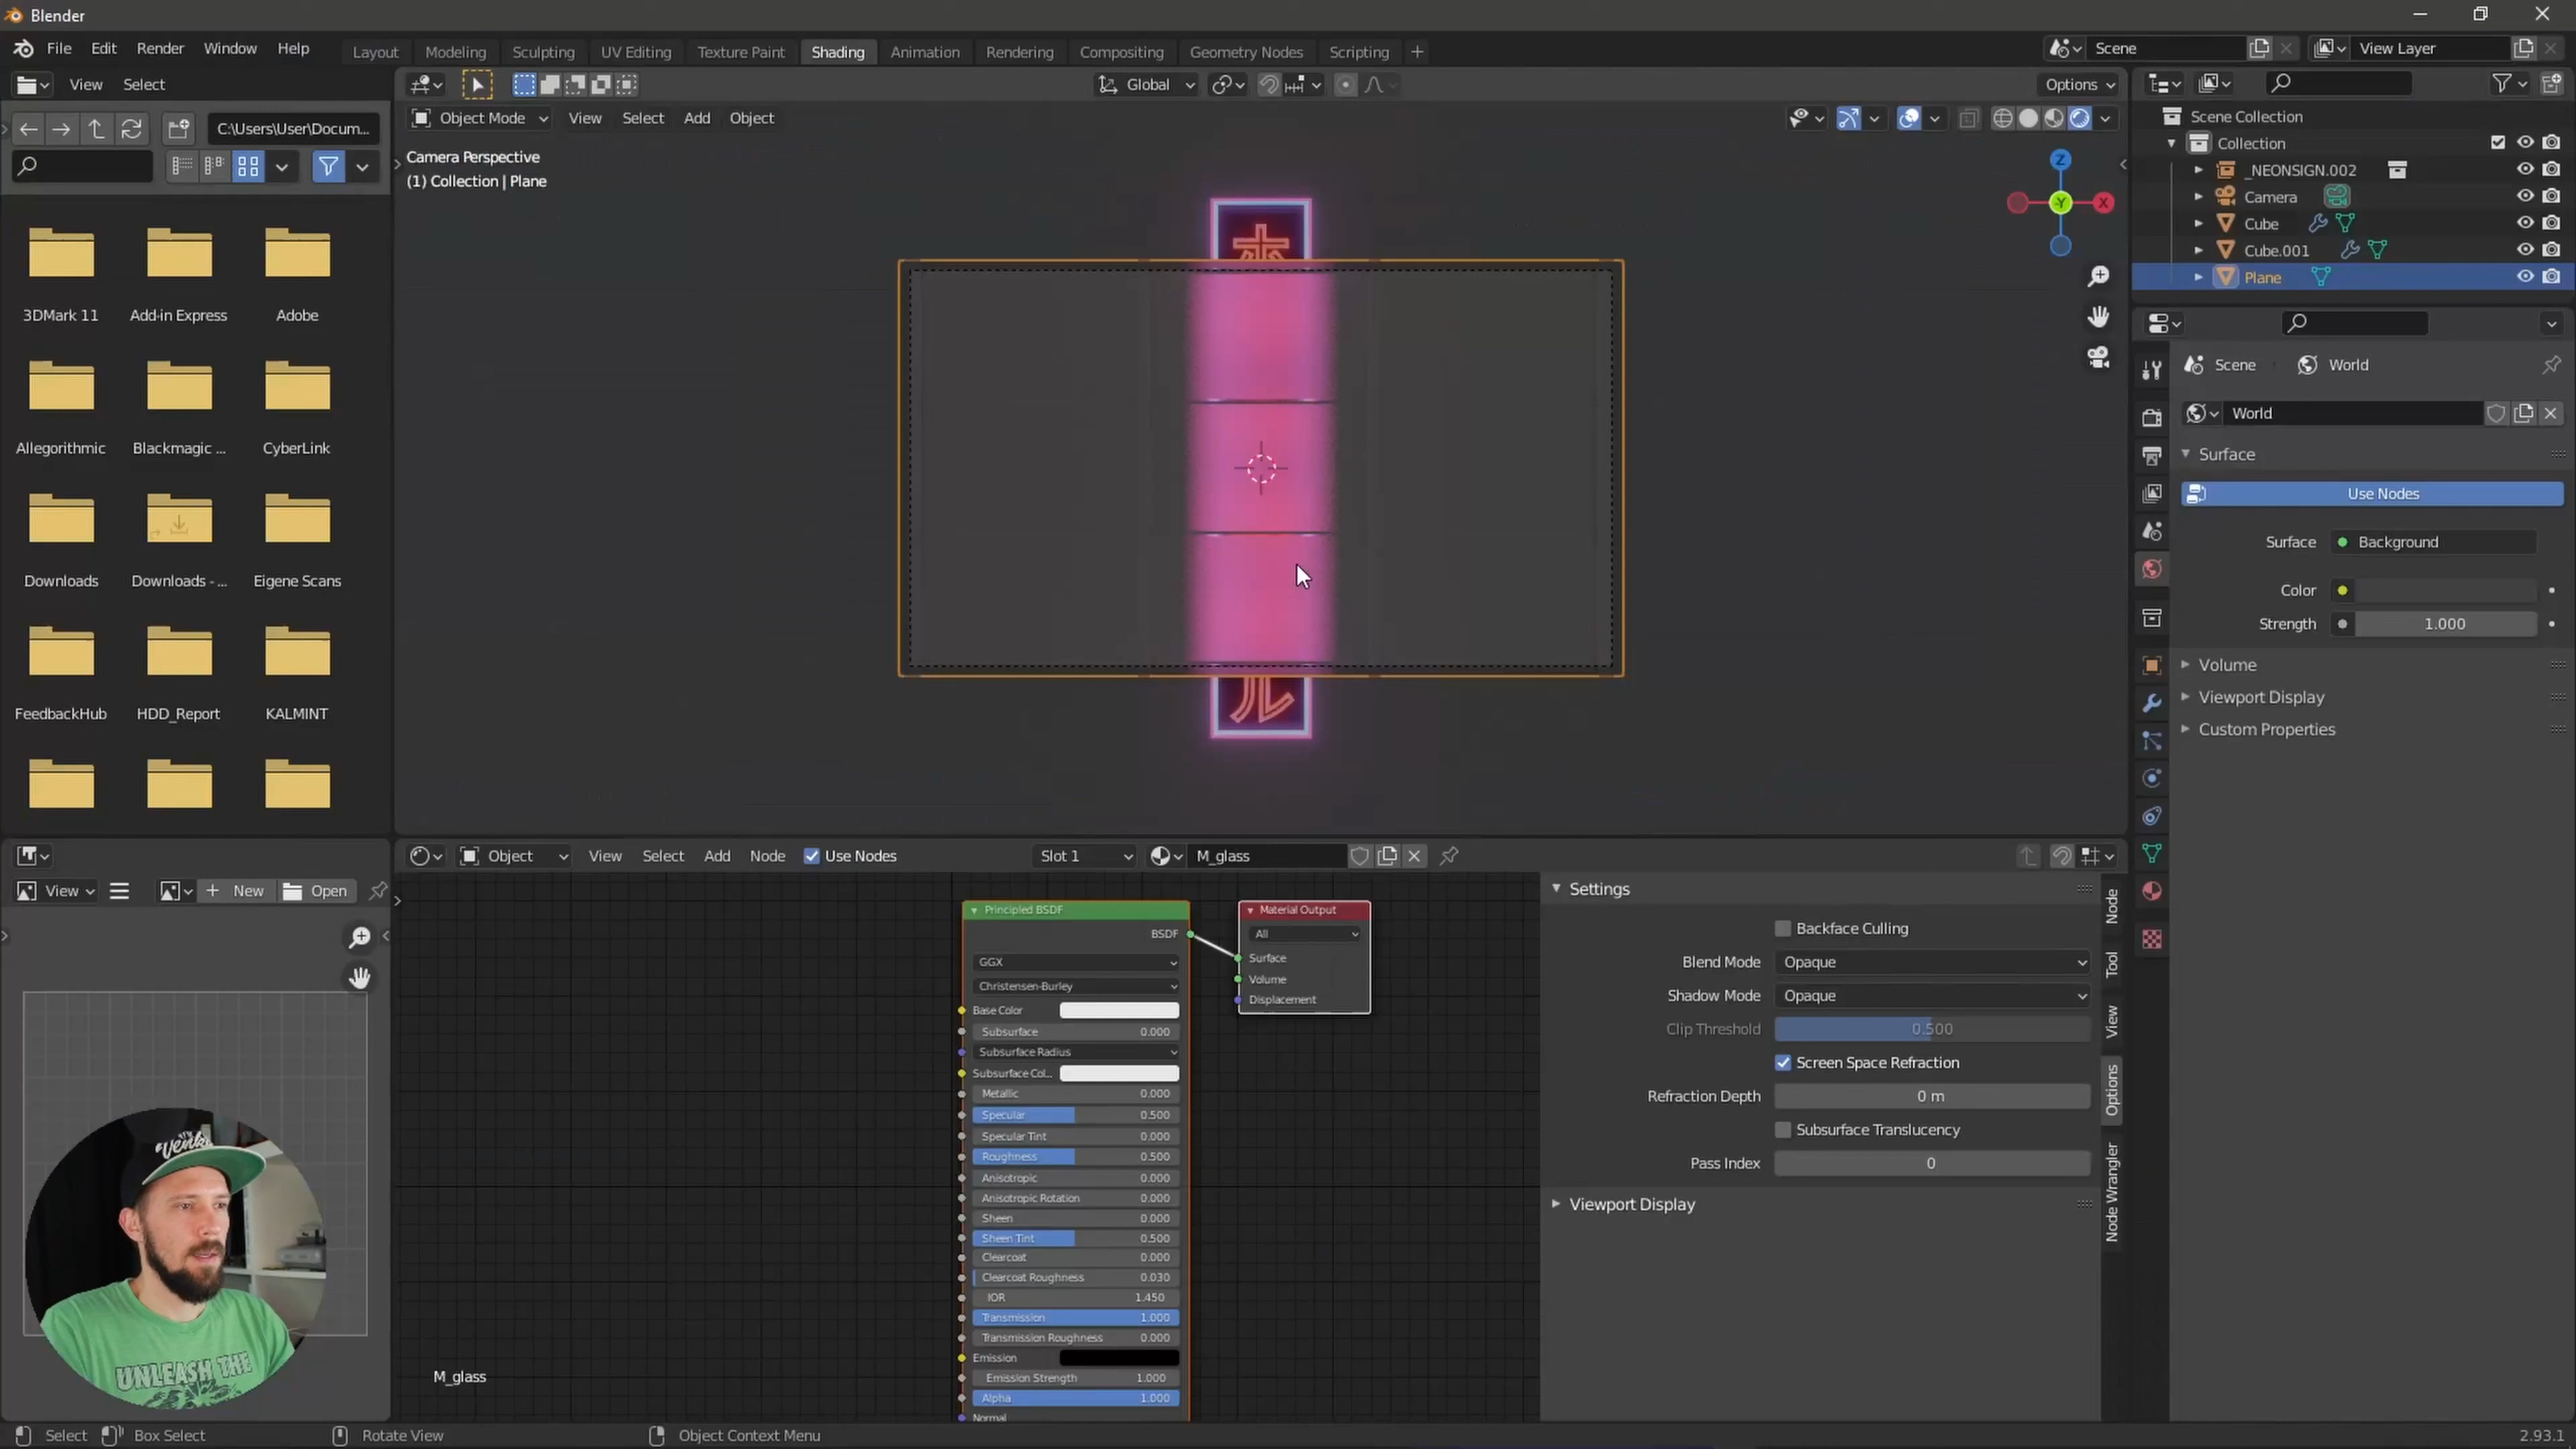 Blender
File Edit Render Window Help
Layout Modeling Sculpting UV Editing Texture Paint Shading Animation Rendering Compositing Geometry Nodes Scripting +
Scene
View Layer
View Select
Global
Options
C:\Users\User\Docum...
Object Mode View Select Add Object
Camera Perspective
(1) Collection | Plane
Z
-Y
X
ル
3DMark 11 Add-in Express Adobe
Allegorithmic Blackmagic ... CyberLink
Downloads Downloads - ... Eigene Scans
FeedbackHub HDD_Report KALMINT
Scene Collection
Collection
_NEONSIGN.002
Camera
Cube
Cube.001
Plane
Scene World
World
Surface
Use Nodes
Surface Background
Color
Strength 1.000
Volume
Viewport Display
Custom Properties
Object View Select Add Node Use Nodes Slot 1 M_glass
View + New Open
Principled BSDF
BSDF
GGX
Christensen-Burley
Base Color
Subsurface 0.000
Subsurface Radius
Subsurface Col...
Metallic 0.000
Specular 0.500
Specular Tint 0.000
Roughness 0.500
Anisotropic 0.000
Anisotropic Rotation 0.000
Sheen 0.000
Sheen Tint 0.500
Clearcoat 0.000
Clearcoat Roughness 0.030
IOR 1.450
Transmission 1.000
Transmission Roughness 0.000
Emission
Emission Strength 1.000
Alpha 1.000
Normal
Material Output
All
Surface
Volume
Displacement
Settings
Backface Culling
Blend Mode Opaque
Shadow Mode Opaque
Clip Threshold 0.500
Screen Space Refraction
Refraction Depth 0 m
Subsurface Translucency
Pass Index 0
Viewport Display
Node
Tool
View
Options
Node Wrangler
UNLEASH THE
M_glass
Select Box Select Rotate View Object Context Menu
2.93.1